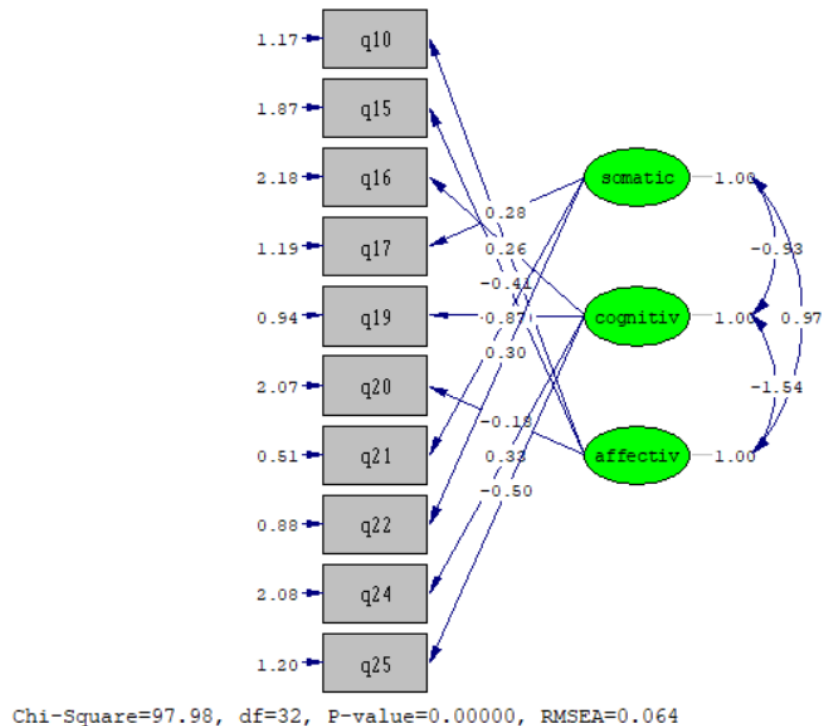 1.17 q10
1.87 q15
2.18 q16 somatic 1.00
0.28
1.19 q17 0.26 -0.93
-0.41
0.94 q19 -0.87 cognitiv 1.00 0.97
0.30
2.07 q20 -1.54
-0.18
0.51 q21 0.33 affectiv 1.00
-0.50
0.88 q22
2.08 q24
1.20 q25
Chi-Square=97.98, df=32, P-value=0.00000, RMSEA=0.064